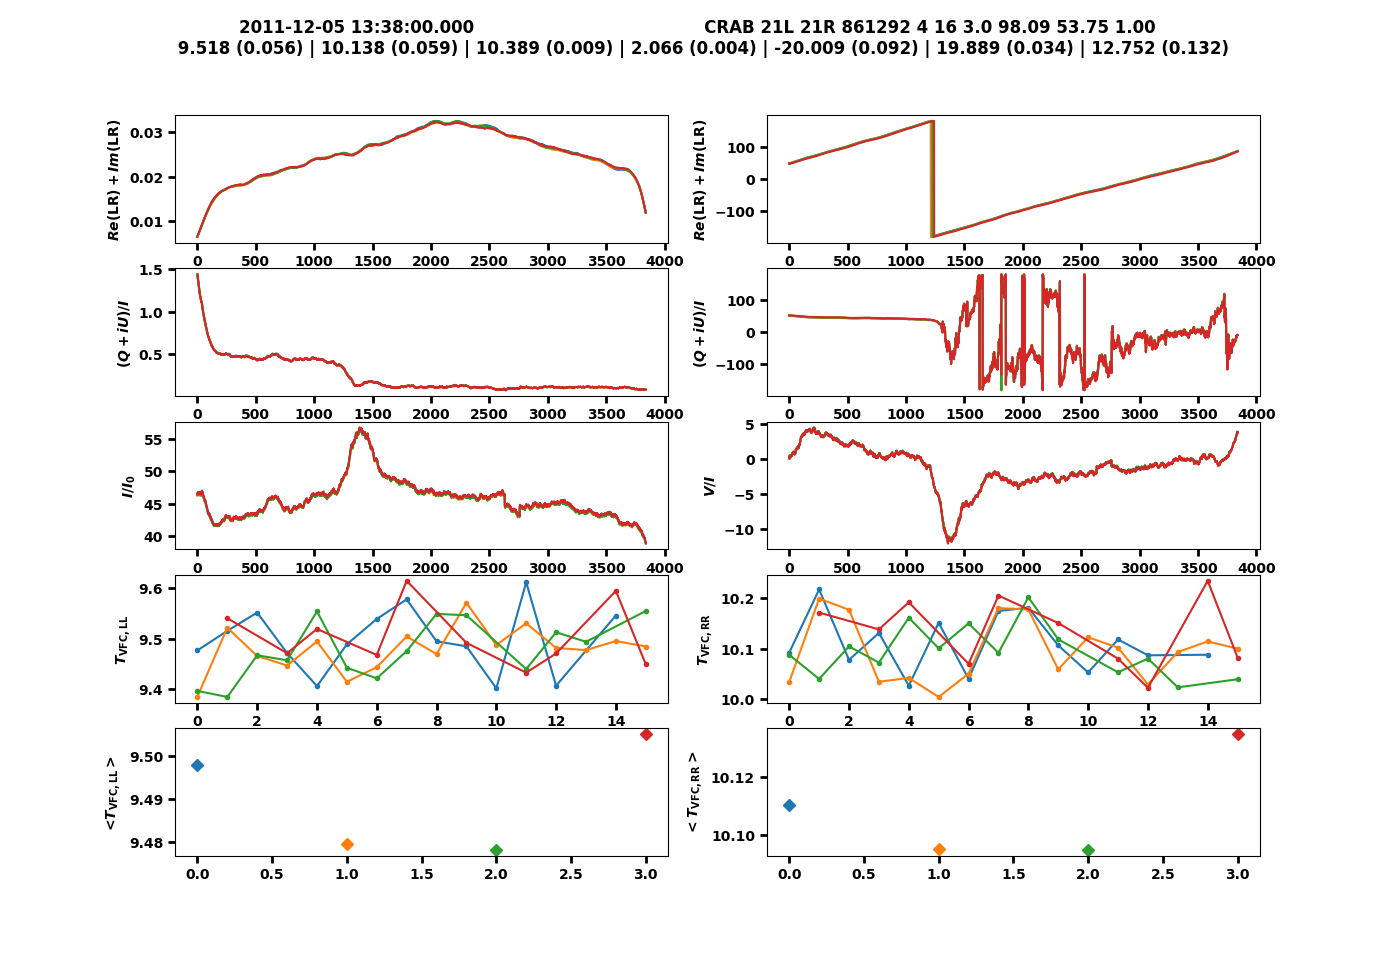 2011-12-05 13:38:00.000 CRAB 21L 21R 861292 4 16 3.0 98.09 53.75 1.00
9.518 (0.056) | 10.138 (0.059) | 10.389 (0.009) | 2.066 (0.004) | -20.009 (0.092) | 19.889 (0.034) | 12.752 (0.132)
Re(LR) + Im(LR)
0.03
0.02
0.01
0 500 1000 1500 2000 2500 3000 3500 4000
Re(LR) + Im(LR)
100
0
−100
0 500 1000 1500 2000 2500 3000 3500 4000
(Q + iU)/I
1.5
1.0
0.5
0 500 1000 1500 2000 2500 3000 3500 4000
(Q + iU)/I
100
0
−100
0 500 1000 1500 2000 2500 3000 3500 4000
I/I0
55
50
45
40
0 500 1000 1500 2000 2500 3000 3500 4000
V/I
5
0
−5
−10
0 500 1000 1500 2000 2500 3000 3500 4000
TVFC, LL
9.6
9.5
9.4
0 2 4 6 8 10 12 14
TVFC, RR
10.2
10.1
10.0
0 2 4 6 8 10 12 14
<TVFC, LL>
9.50
9.49
9.48
0.0 0.5 1.0 1.5 2.0 2.5 3.0
< TVFC, RR >
10.12
10.10
0.0 0.5 1.0 1.5 2.0 2.5 3.0